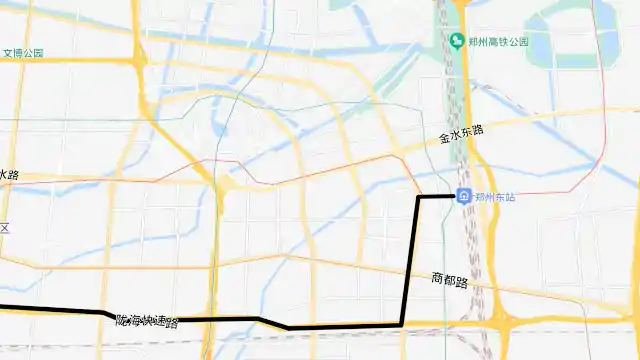 郑州高铁公园
文博公园
金水东路
水路
郑州东站
区
商都路
陇海快速路